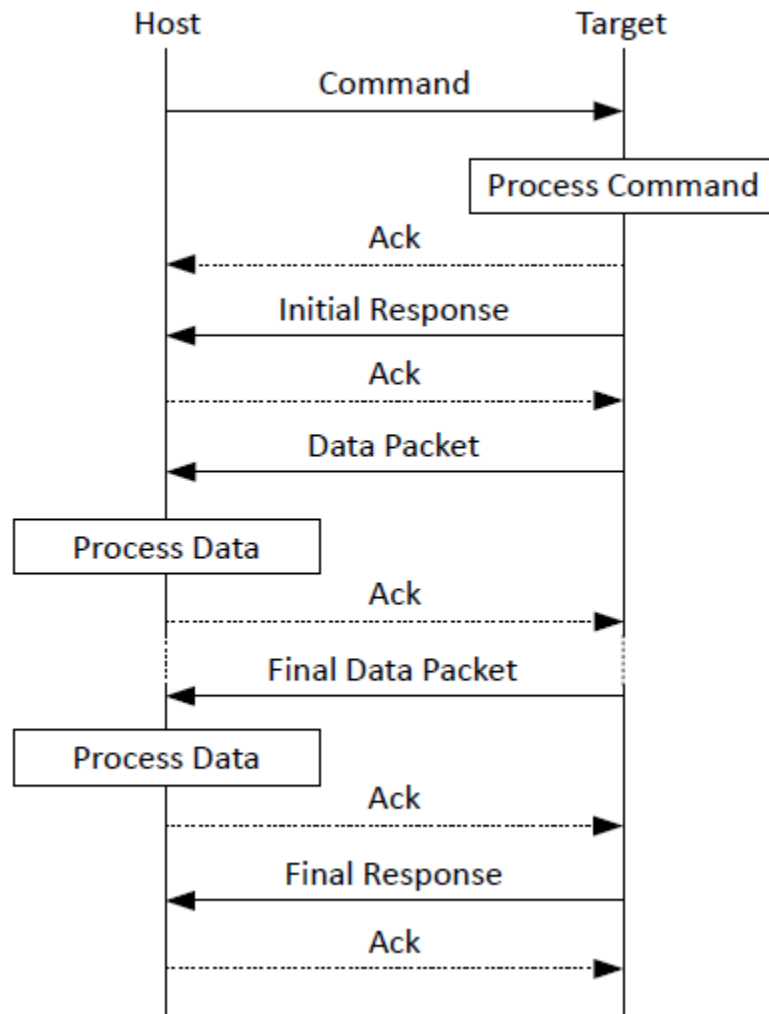 Host
Target
Command
Process Command
Ack
Initial Response
Ack
Data Packet
Process Data
Ack
Final Data Packet
Process Data
Ack
Final Response
Ack